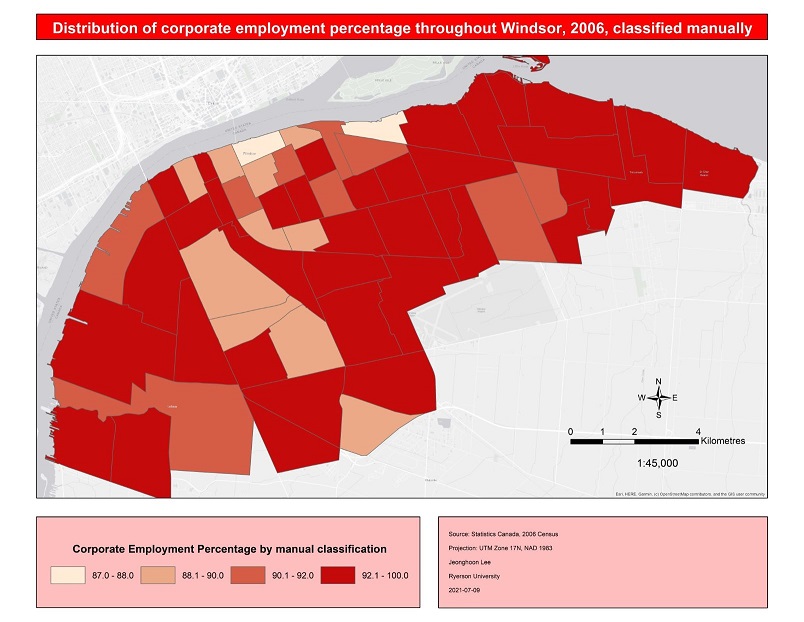 Distribution of corporate employment percentage throughout Windsor, 2006, classified manually
Windsor
Tecumseh
LaSalle
N
W E
S
0 1 2 4
Kilometres
1:45,000
Esri, HERE, Garmin, (c) OpenStreetMap contributors, and the GIS user community
Corporate Employment Percentage by manual classification
87.0 - 88.0 88.1 - 90.0 90.1 - 92.0 92.1 - 100.0
Source: Statistics Canada, 2006 Census
Projection: UTM Zone 17N, NAD 1983
Jeonghoon Lee
Ryerson University
2021-07-09